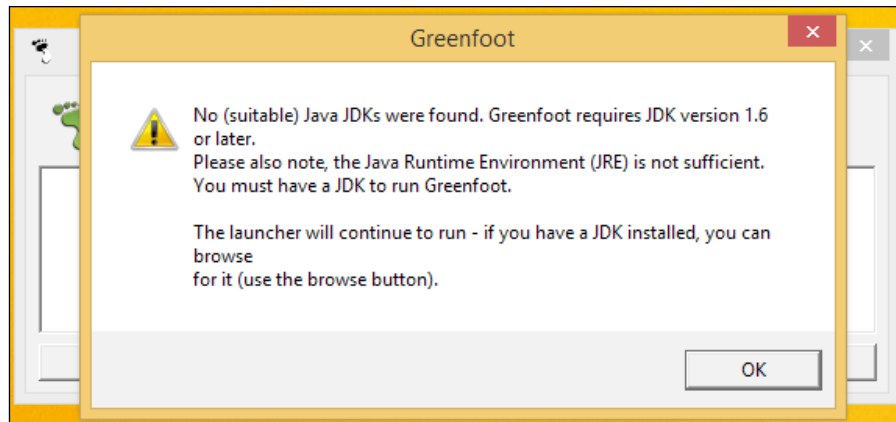 Greenfoot
No (suitable) Java JDKs were found. Greenfoot requires JDK version 1.6
or later.
Please also note, the Java Runtime Environment (JRE) is not sufficient.
You must have a JDK to run Greenfoot.
The launcher will continue to run - if you have a JDK installed, you can
browse
for it (use the browse button).
OK